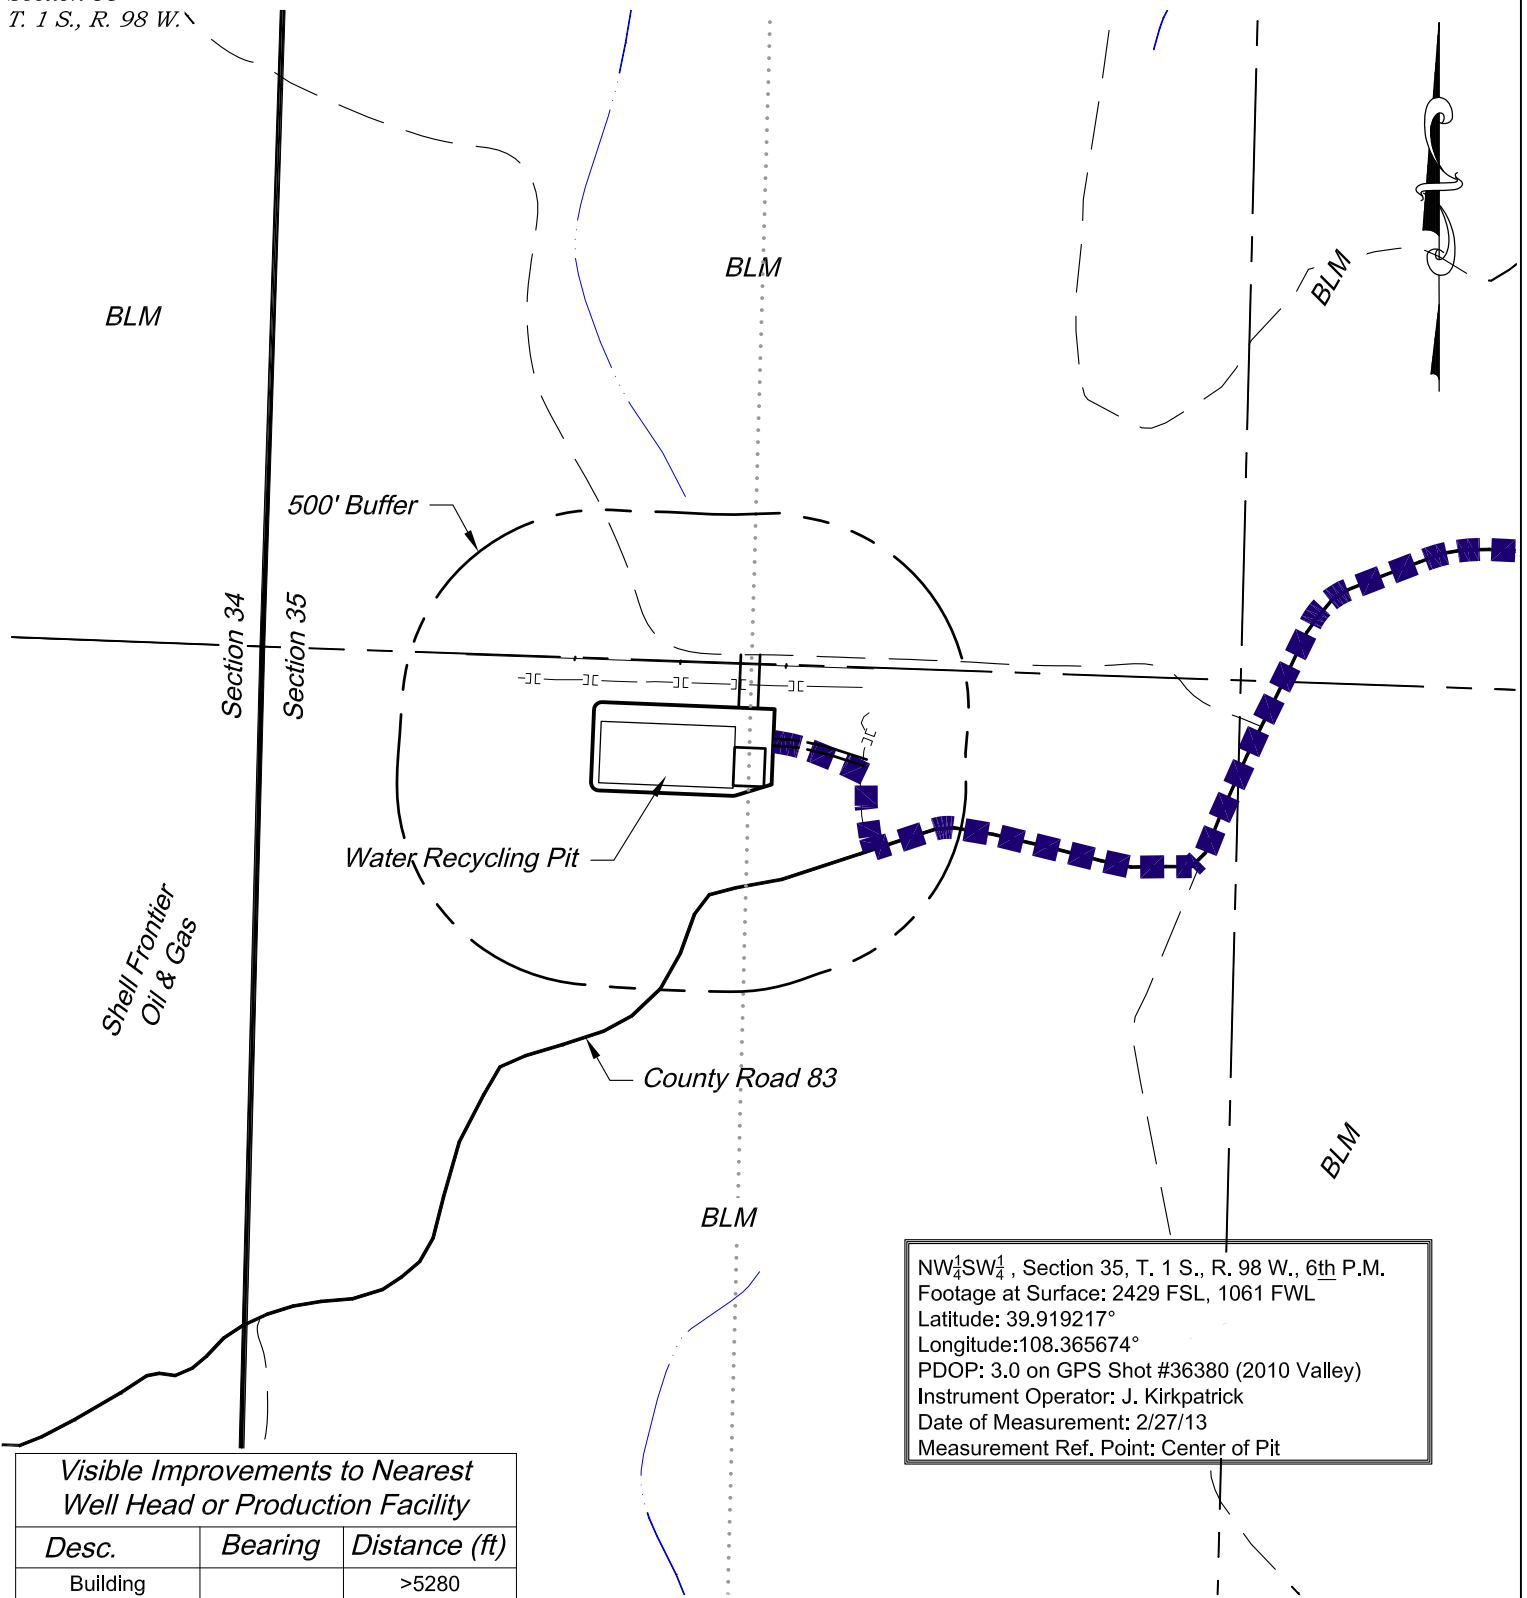 T. 1 S., R. 98 W.
BLM
BLM
BLM
500' Buffer
Section 34
Section 35
Water Recycling Pit
Shell Frontier
Oil & Gas
County Road 83
BLM
BLM
NW¼SW¼ , Section 35, T. 1 S., R. 98 W., 6th P.M.
Footage at Surface: 2429 FSL, 1061 FWL
Latitude: 39.919217°
Longitude:108.365674°
PDOP: 3.0 on GPS Shot #36380 (2010 Valley)
Instrument Operator: J. Kirkpatrick
Date of Measurement: 2/27/13
Measurement Ref. Point: Center of Pit
Visible Improvements to Nearest
Well Head or Production Facility
Desc. Bearing Distance (ft)
Building >5280